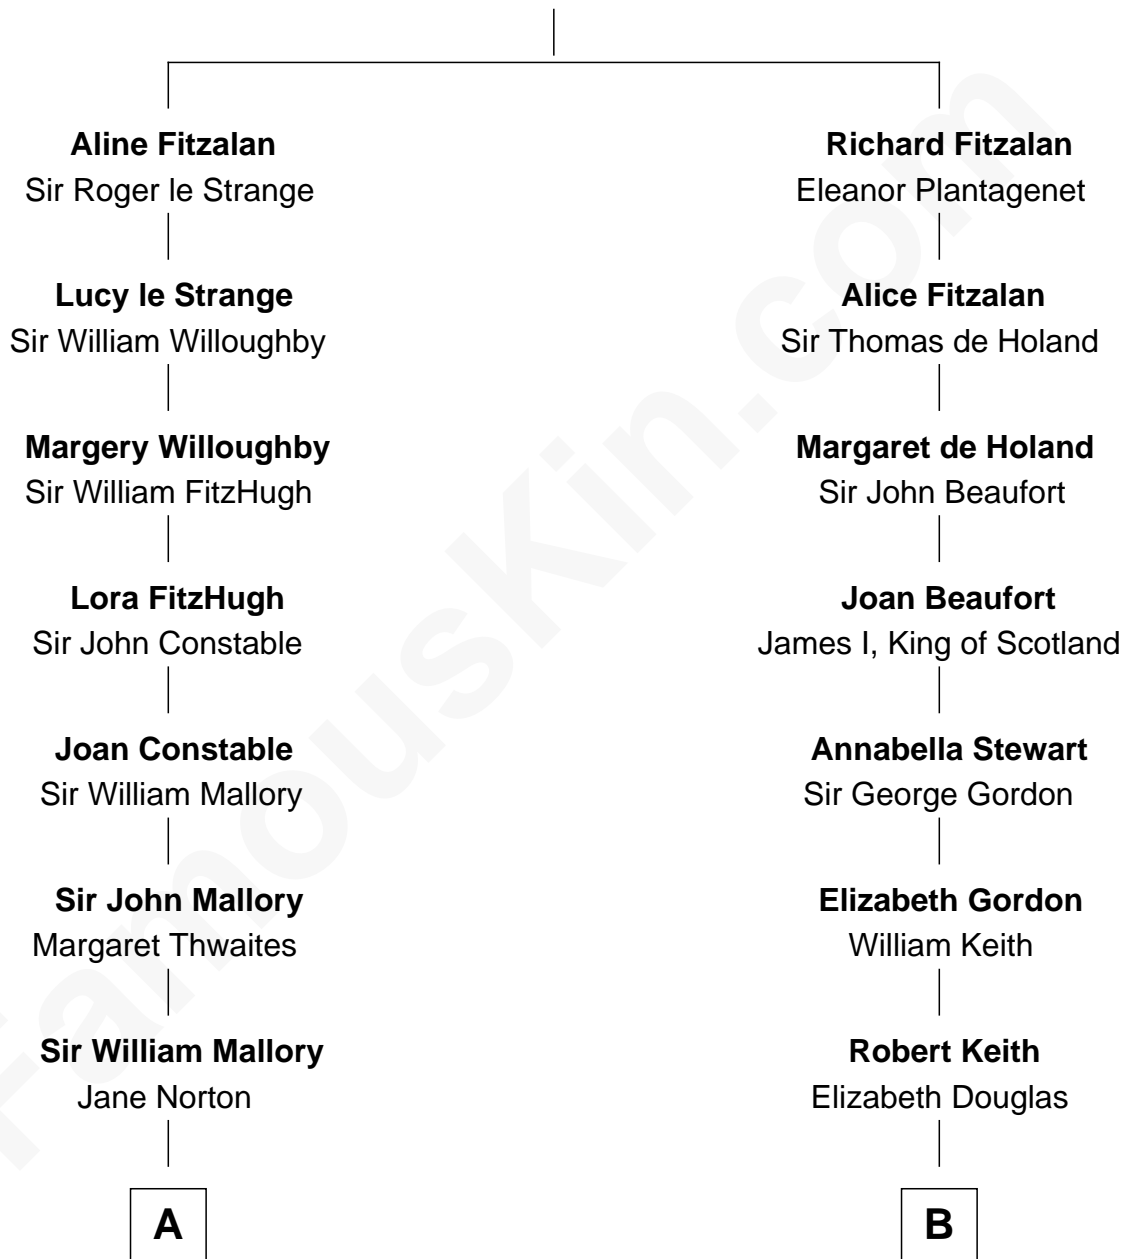 Aline Fitzalan
Sir Roger le Strange
Lucy le Strange
Sir William Willoughby
Margery Willoughby
Sir William FitzHugh
Lora FitzHugh
Sir John Constable
Joan Constable
Sir William Mallory
Sir John Mallory
Margaret Thwaites
Sir William Mallory
Jane Norton
A
Richard Fitzalan
Eleanor Plantagenet
Alice Fitzalan
Sir Thomas de Holand
Margaret de Holand
Sir John Beaufort
Joan Beaufort
James I, King of Scotland
Annabella Stewart
Sir George Gordon
Elizabeth Gordon
William Keith
Robert Keith
Elizabeth Douglas
B
FamousKin.com